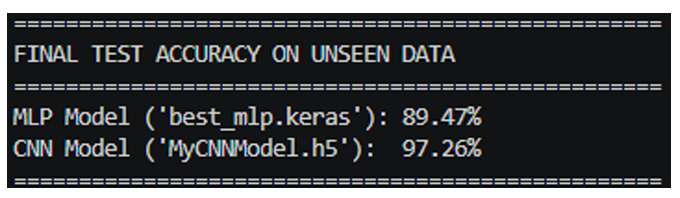 ==================================================
FINAL TEST ACCURACY ON UNSEEN DATA
==================================================
MLP Model ('best_mlp.keras'): 89.47%
CNN Model ('MyCNNModel.h5'):  97.26%
==================================================